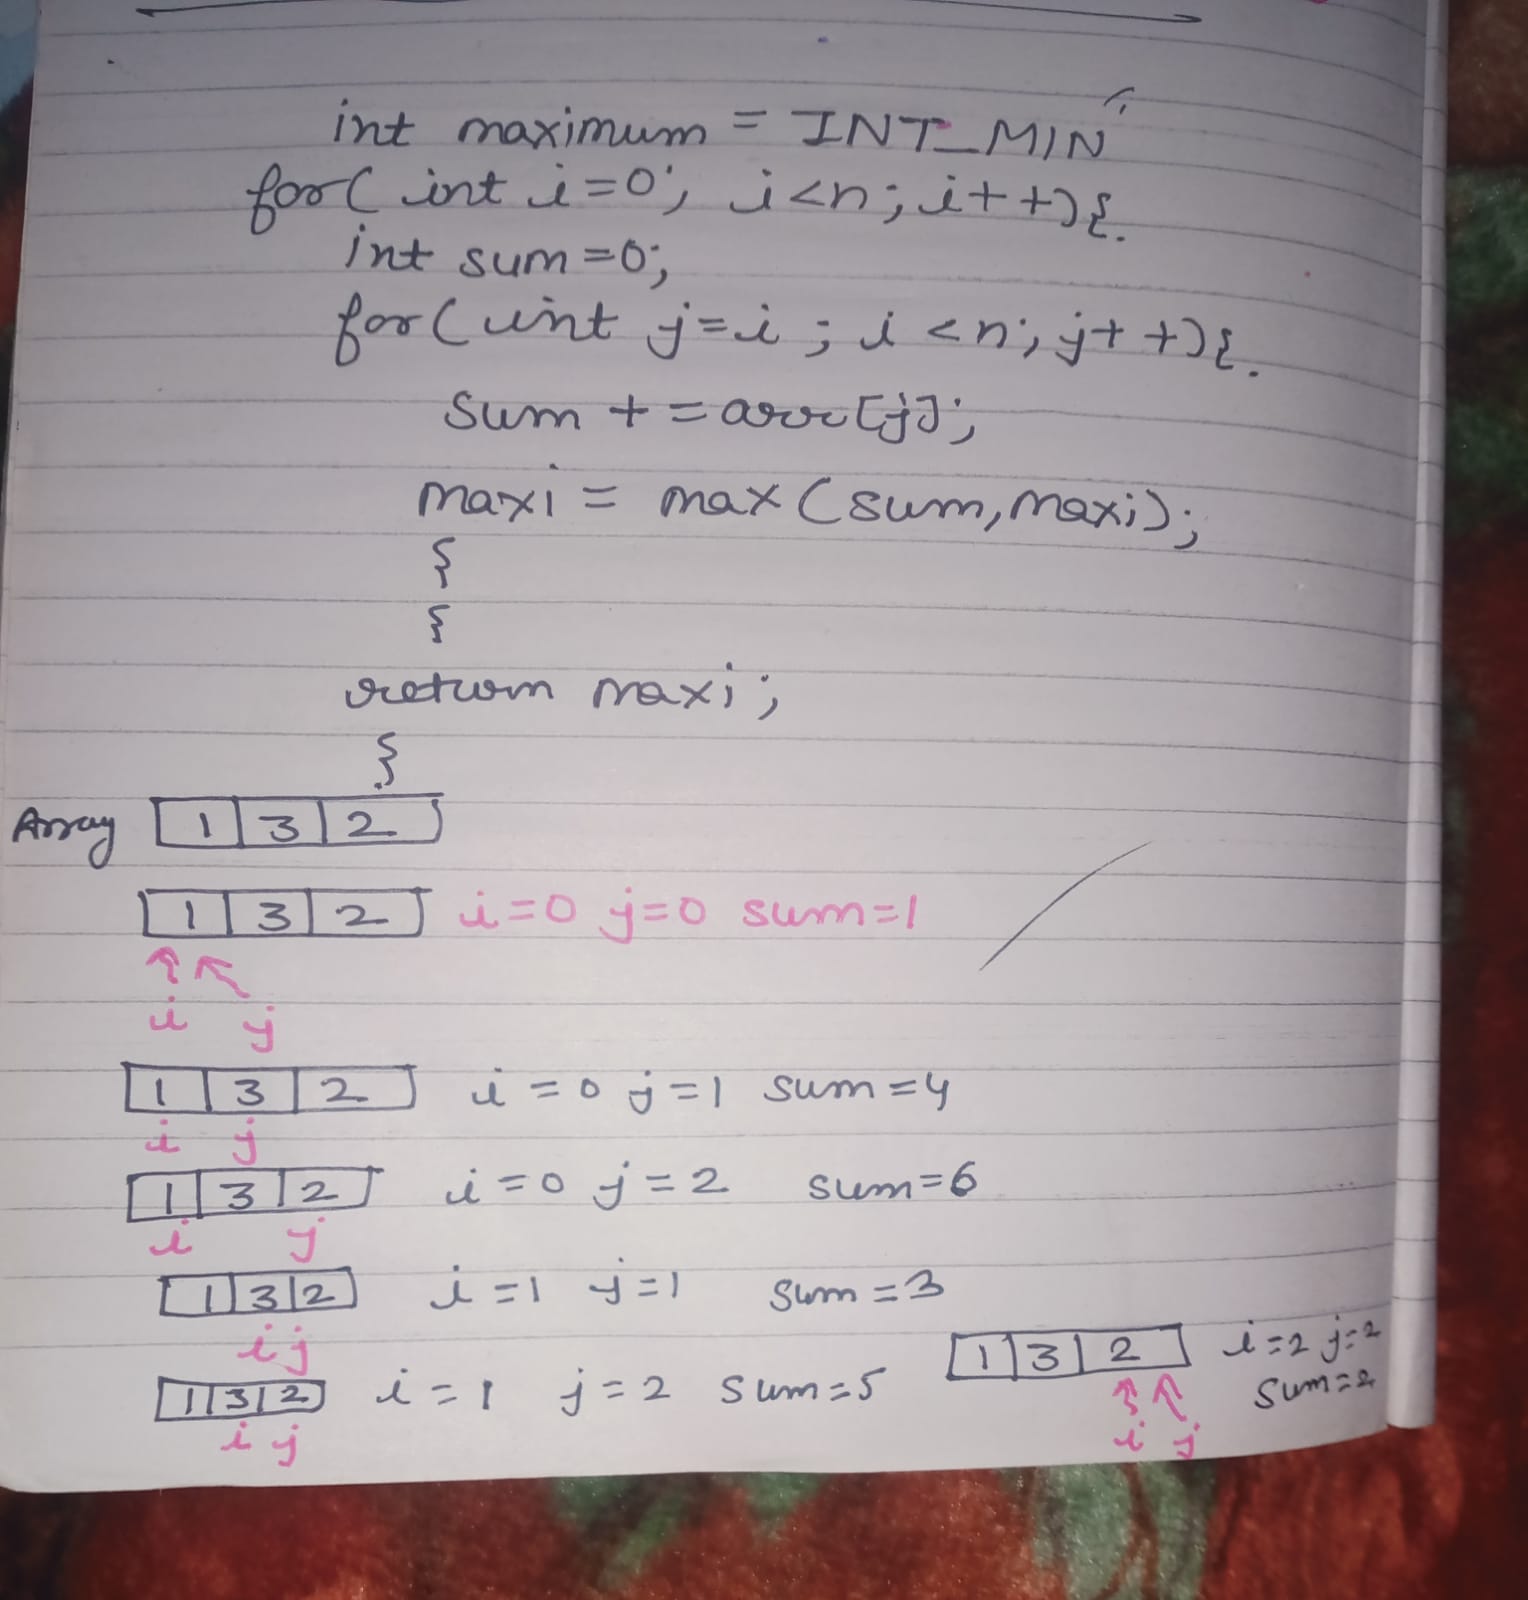 int maximum = INT_MIN
for( int i=0; i<n; i++){
int sum=0;
for( int j=i; i<n; j++){
sum +=arr[j];
maxi = max(sum,maxi);
}
}
return maxi;
}
Array 1 3 2
1 3 2 i=0 j=0 sum=1
i j
1 3 2 i=0 j=1 sum=4
i j
1 3 2 i=0 j=2 sum=6
i j
1 3 2 i=1 j=1 sum=3
i j
1 3 2 i=1 j=2 sum=5
i j
1 3 2 i=2 j=2
sum=2
i j